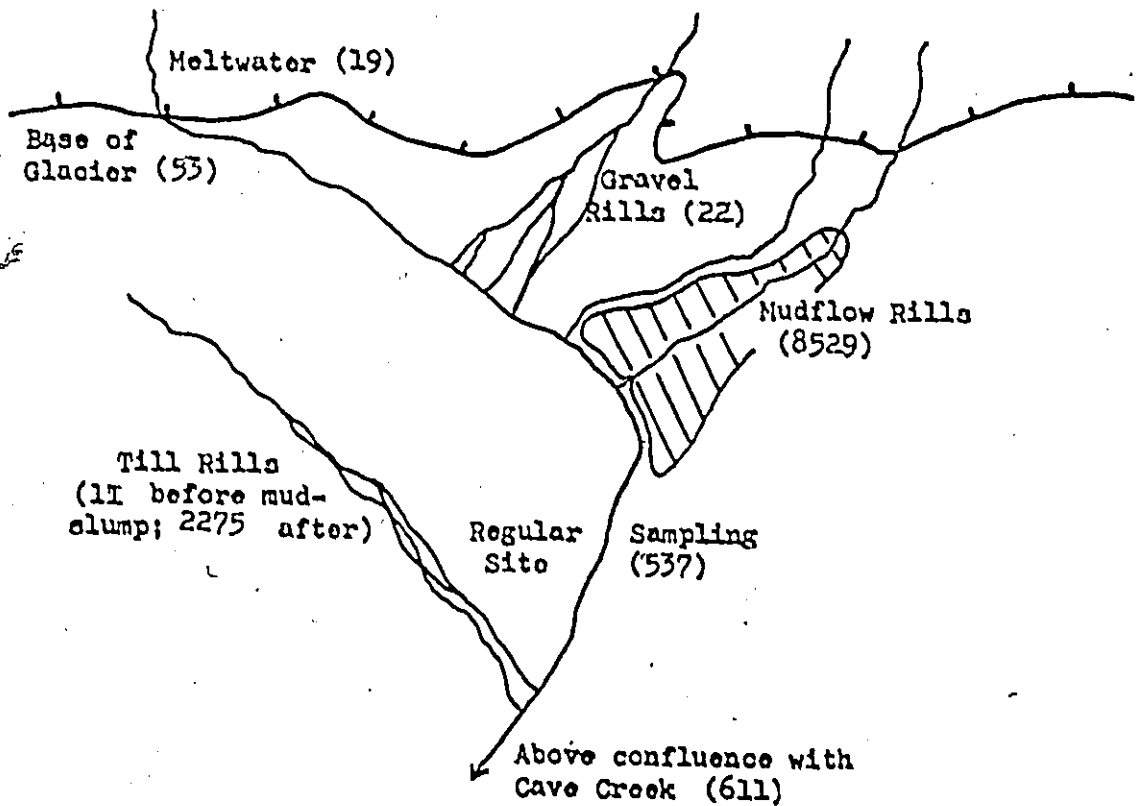 Meltwater (19)
Base of
Glacier (53)
Gravel
Rills (22)
Mudflow Rills
(8529)
Till Rills
(11 before mud-
slump; 2275 after)
Regular Sampling
Site (537)
Above confluence with
Cave Creek (611)